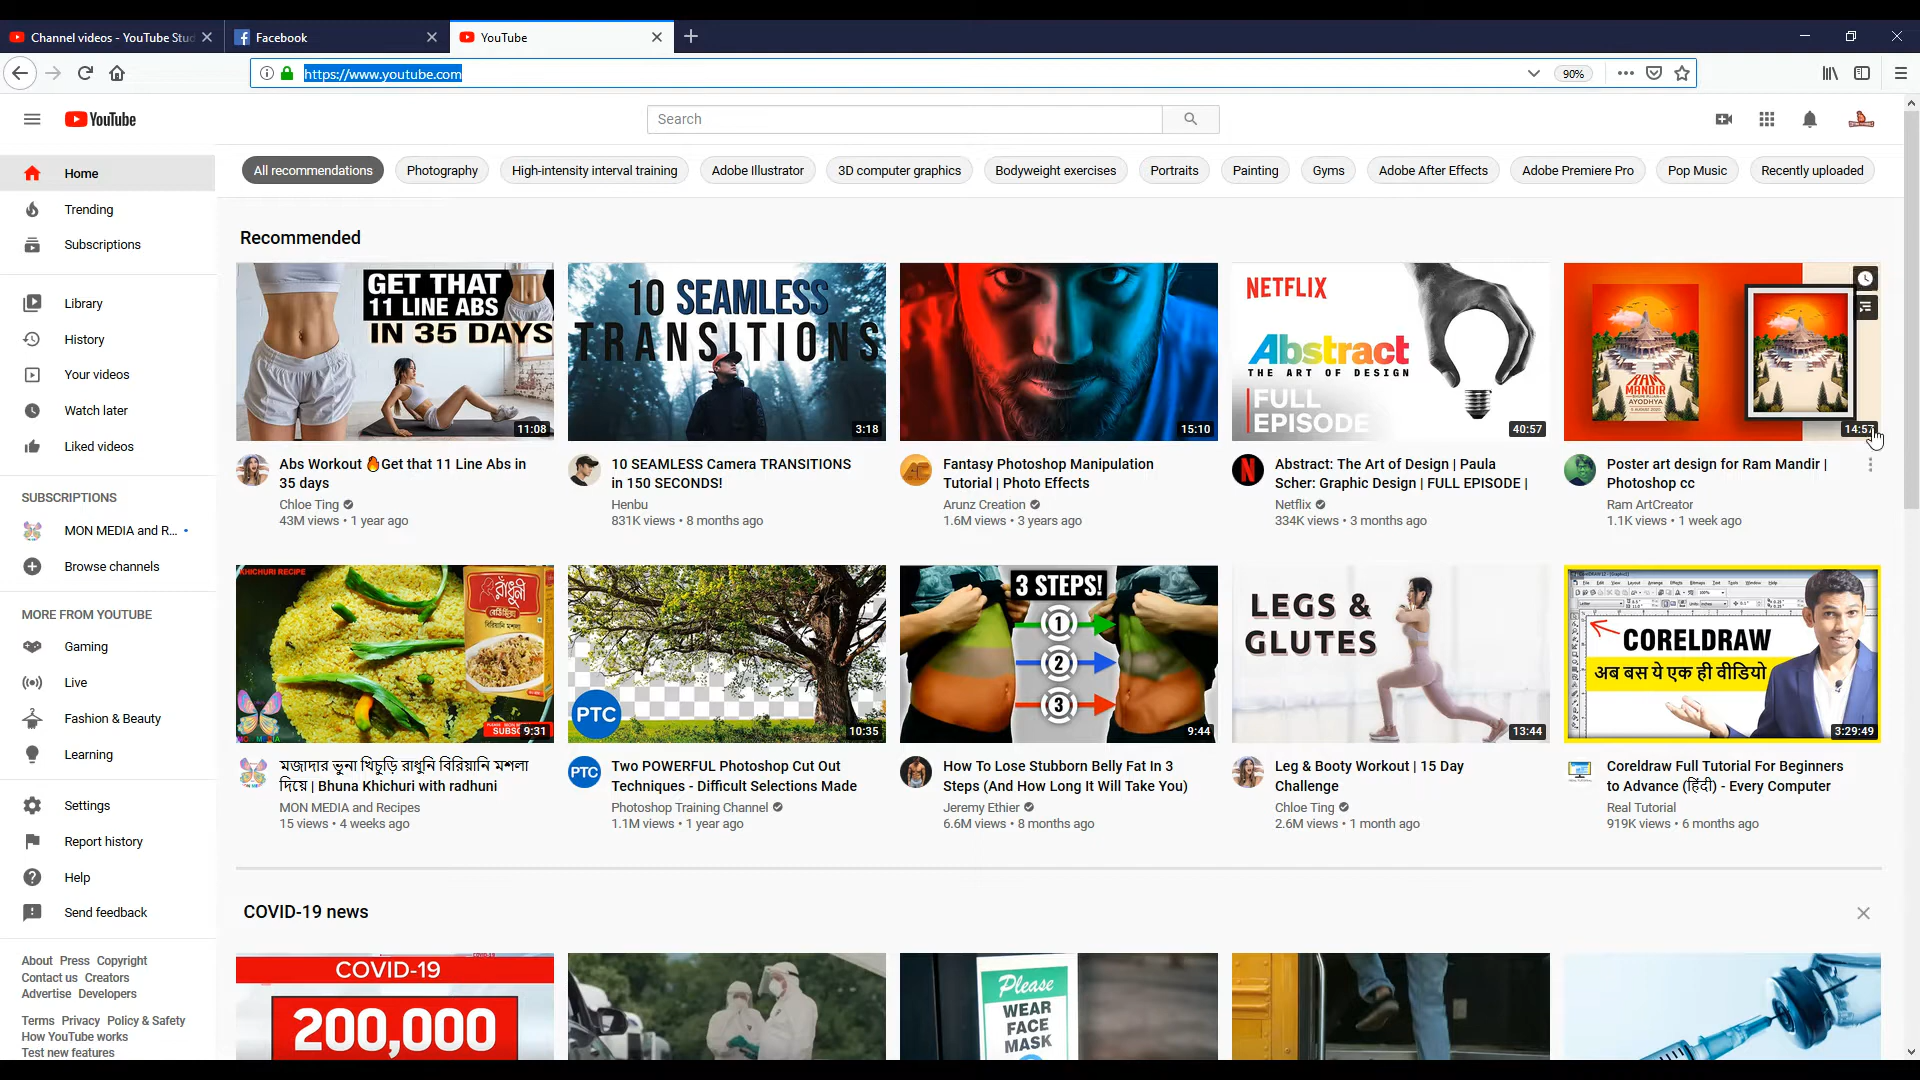 Channel videos - YouTube Stu
Facebook
YouTube
https://www.youtube.com
90%
YouTube
Search
Home
Trending
Subscriptions
Library
History
Your videos
Watch later
Liked videos
SUBSCRIPTIONS
MON MEDIA and R...
Browse channels
MORE FROM YOUTUBE
Gaming
Live
Fashion & Beauty
Learning
Settings
Report history
Help
Send feedback
About Press Copyright
Contact us Creators
Advertise Developers
Terms Privacy Policy & Safety
How YouTube works
Test new features
All recommendations
Photography
High-intensity interval training
Adobe Illustrator
3D computer graphics
Bodyweight exercises
Portraits
Painting
Gyms
Adobe After Effects
Adobe Premiere Pro
Pop Music
Recently uploaded
Recommended
GET THAT
11 LINE ABS
IN 35 DAYS
11:08
Abs Workout 🔥Get that 11 Line Abs in
35 days
Chloe Ting
43M views • 1 year ago
10 SEAMLESS
TRANSITIONS
3:18
10 SEAMLESS Camera TRANSITIONS
in 150 SECONDS!
Henbu
831K views • 8 months ago
15:10
Fantasy Photoshop Manipulation
Tutorial | Photo Effects
Arunz Creation
1.6M views • 3 years ago
NETFLIX
Abstract
THE ART OF DESIGN
FULL
EPISODE
40:57
Abstract: The Art of Design | Paula
Scher: Graphic Design | FULL EPISODE |
Netflix
334K views • 3 months ago
RAM
MANDIR
AYODHYA
14:57
Poster art design for Ram Mandir |
Photoshop cc
Ram ArtCreator
1.1K views • 1 week ago
KHICHURI RECIPE
রাঁধুনী
বিরিয়ানি মশলা
9:31
মজাদার ভুনা খিচুড়ি রাধুনি বিরিয়ানি মশলা
দিয়ে | Bhuna Khichuri with radhuni
MON MEDIA and Recipes
15 views • 4 weeks ago
PTC
10:35
PTC
Two POWERFUL Photoshop Cut Out
Techniques - Difficult Selections Made
Photoshop Training Channel
1.1M views • 1 year ago
3 STEPS!
1
2
3
9:44
How To Lose Stubborn Belly Fat In 3
Steps (And How Long It Will Take You)
Jeremy Ethier
6.6M views • 8 months ago
LEGS &
GLUTES
13:44
Leg & Booty Workout | 15 Day
Challenge
Chloe Ting
2.6M views • 1 month ago
CORELDRAW
अब बस ये एक ही वीडियो
3:29:49
Coreldraw Full Tutorial For Beginners
to Advance (हिंदी) - Every Computer
Real Tutorial
919K views • 6 months ago
COVID-19 news
COVID-19
200,000
Please
WEAR
FACE
MASK